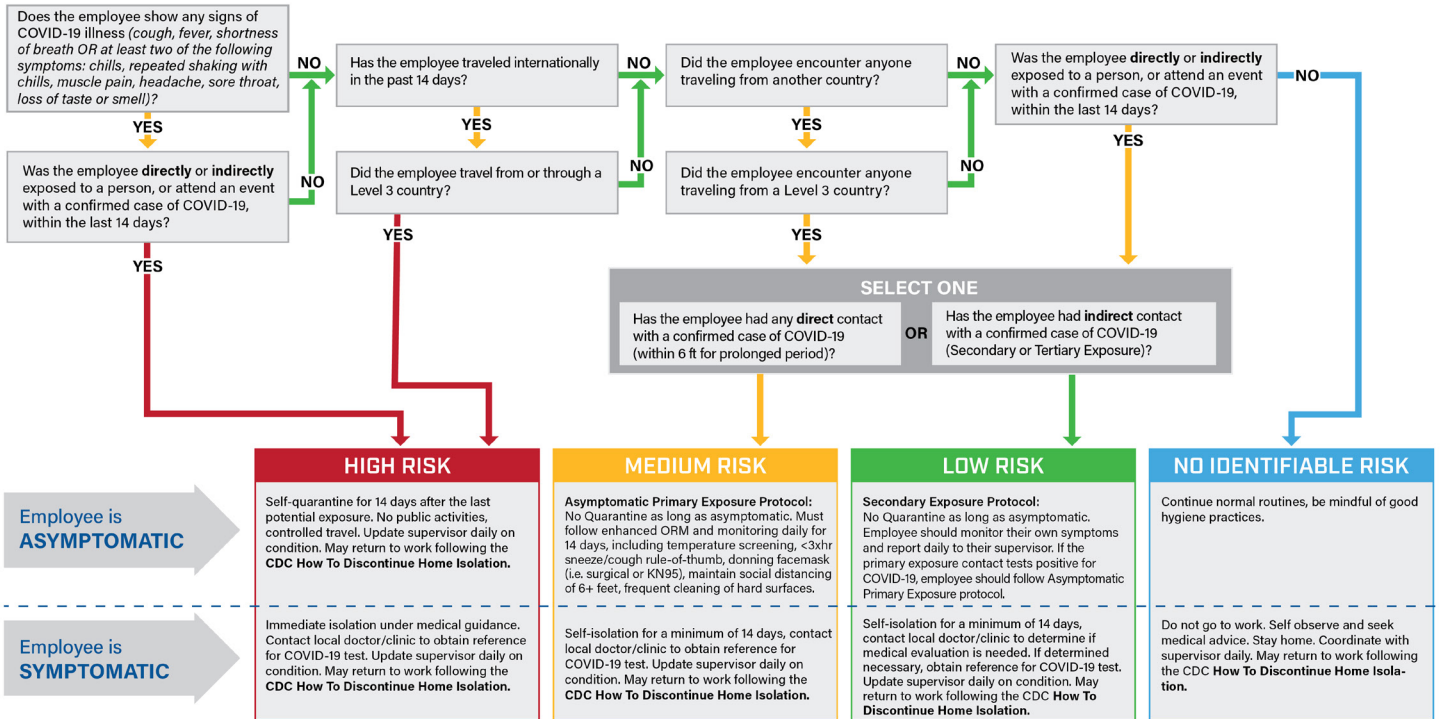 Does the employee show any signs of
COVID-19 illness (cough, fever, shortness
of breath OR at least two of the following
symptoms: chills, repeated shaking with
chills, muscle pain, headache, sore throat,
loss of taste or smell)?
NO
Has the employee traveled internationally
in the past 14 days?
NO
Did the employee encounter anyone
traveling from another country?
NO
Was the employee directly or indirectly
exposed to a person, or attend an event
with a confirmed case of COVID-19,
within the last 14 days?
NO
YES
YES
YES
YES
Was the employee directly or indirectly
exposed to a person, or attend an event
with a confirmed case of COVID-19,
within the last 14 days?
NO
Did the employee travel from or through a
Level 3 country?
NO
Did the employee encounter anyone
traveling from a Level 3 country?
NO
YES
YES
YES
SELECT ONE
Has the employee had any direct contact
with a confirmed case of COVID-19
(within 6 ft for prolonged period)?
OR
Has the employee had indirect contact
with a confirmed case of COVID-19
(Secondary or Tertiary Exposure)?
HIGH RISK
MEDIUM RISK
LOW RISK
NO IDENTIFIABLE RISK
Employee is
ASYMPTOMATIC
Self-quarantine for 14 days after the last
potential exposure. No public activities,
controlled travel. Update supervisor daily on
condition. May return to work following the
CDC How To Discontinue Home Isolation.
Asymptomatic Primary Exposure Protocol:
No Quarantine as long as asymptomatic. Must
follow enhanced ORM and monitoring daily for
14 days, including temperature screening, <3xhr
sneeze/cough rule-of-thumb, donning facemask
(i.e. surgical or KN95), maintain social distancing
of 6+ feet, frequent cleaning of hard surfaces.
Secondary Exposure Protocol:
No Quarantine as long as asymptomatic.
Employee should monitor their own symptoms
and report daily to their supervisor. If the
primary exposure contact tests positive for
COVID-19, employee should follow Asymptomatic
Primary Exposure protocol.
Continue normal routines, be mindful of good
hygiene practices.
Employee is
SYMPTOMATIC
Immediate isolation under medical guidance.
Contact local doctor/clinic to obtain reference
for COVID-19 test. Update supervisor daily on
condition. May return to work following the
CDC How To Discontinue Home Isolation.
Self-isolation for a minimum of 14 days, contact
local doctor/clinic to obtain reference for
COVID-19 test. Update supervisor daily on
condition. May return to work following the
CDC How To Discontinue Home Isolation.
Self-isolation for a minimum of 14 days,
contact local doctor/clinic to determine if
medical evaluation is needed. If determined
necessary, obtain reference for COVID-19 test.
Update supervisor daily on condition. May
return to work following the CDC How To
Discontinue Home Isolation.
Do not go to work. Self observe and seek
medical advice. Stay home. Coordinate with
supervisor daily. May return to work following
the CDC How To Discontinue Home Isola-
tion.